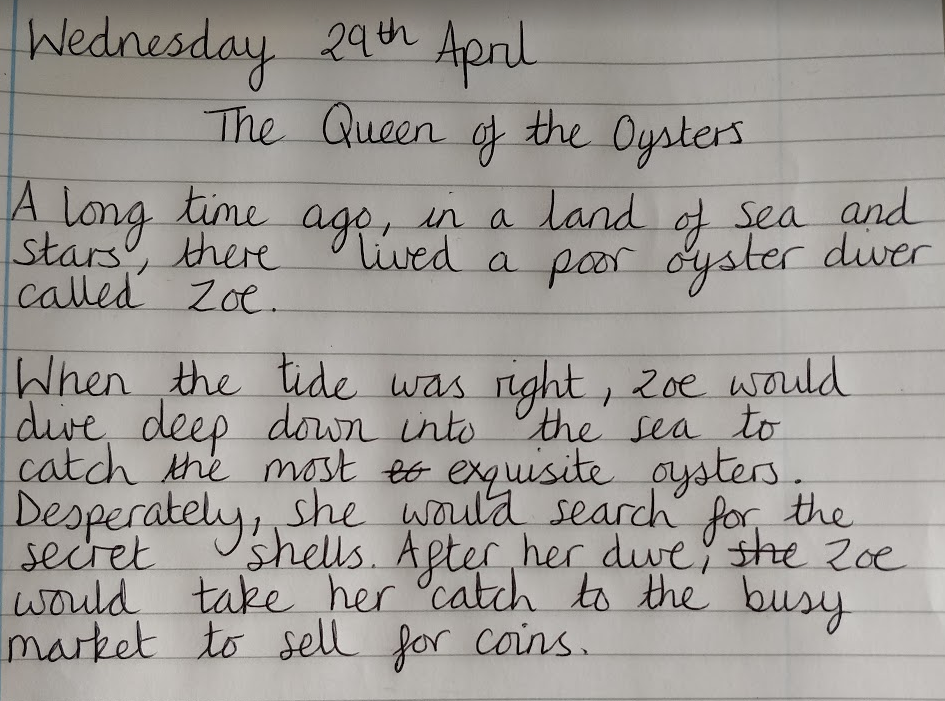 Wednesday 29th April
The Queen of the Oysters
A long time ago, in a land of sea and
stars, there lived a poor oyster diver
called Zoe.
When the tide was right, Zoe would
dive deep down into the sea to
catch the most exquisite oysters.
Desperately, she would search for the
secret shells. After her dive, she Zoe
would take her catch to the busy
market to sell for coins.